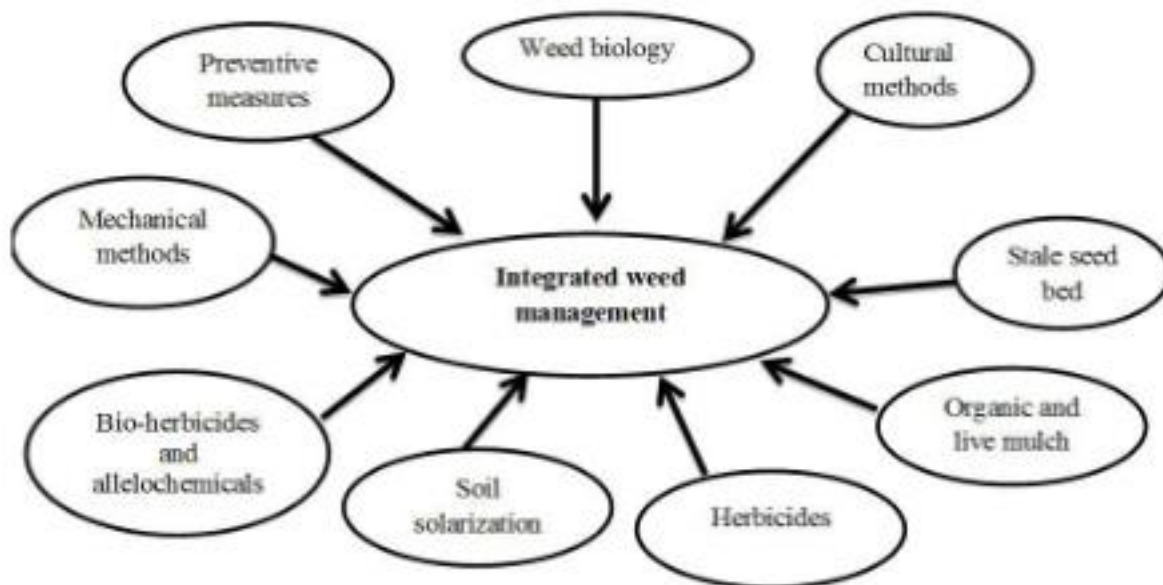 Preventive
measures
Weed biology
Cultural
methods
Mechanical
methods
Integrated weed
management
Stale seed
bed
Bio-herbicides
and
allelochemicals
Soil
solarization
Herbicides
Organic and
live mulch